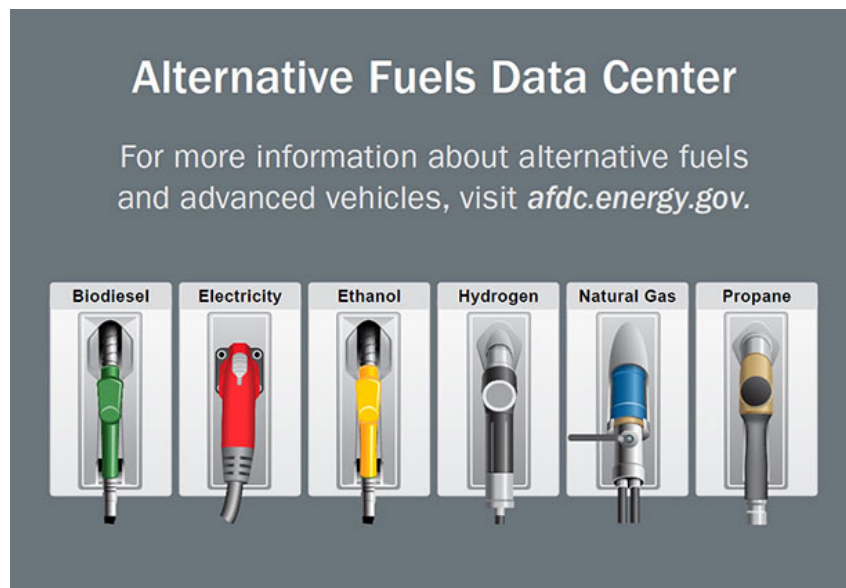 Alternative Fuels Data Center
For more information about alternative fuels
and advanced vehicles, visit afdc.energy.gov.
Biodiesel
Electricity
Ethanol
Hydrogen
Natural Gas
Propane